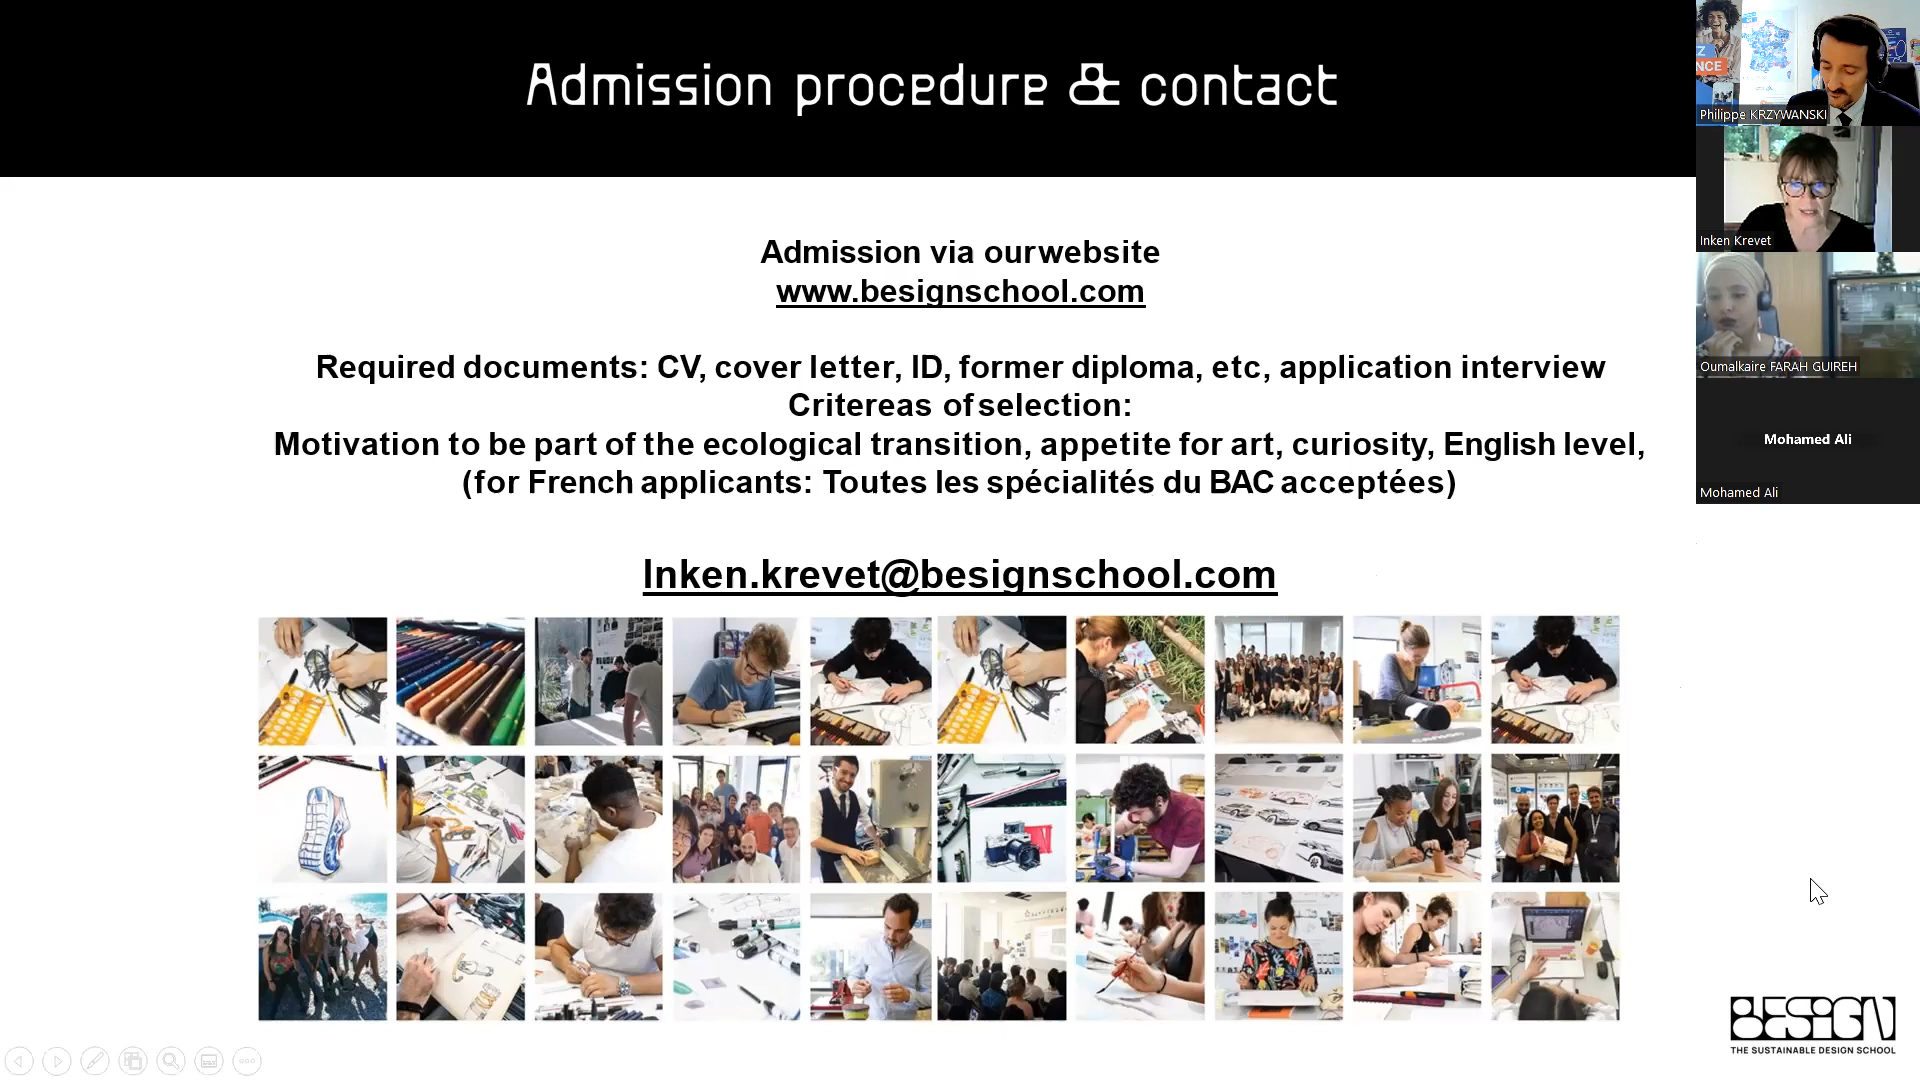 Admission procedure & contact
Admission via ourwebsite
www.besignschool.com
Required documents: CV, cover letter, ID, former diploma, etc, application interview
Critereas of selection:
Motivation to be part of the ecological transition, appetite for art, curiosity, English level,
(for French applicants: Toutes les spécialités du BAC acceptées)
Inken.krevet@besignschool.com
NCE
Philippe KRZYWANSKI
Inken Krevet
Oumalkaire FARAH GUIREH
Mohamed Ali
Mohamed Ali
BESIGN
THE SUSTAINABLE DESIGN SCHOOL